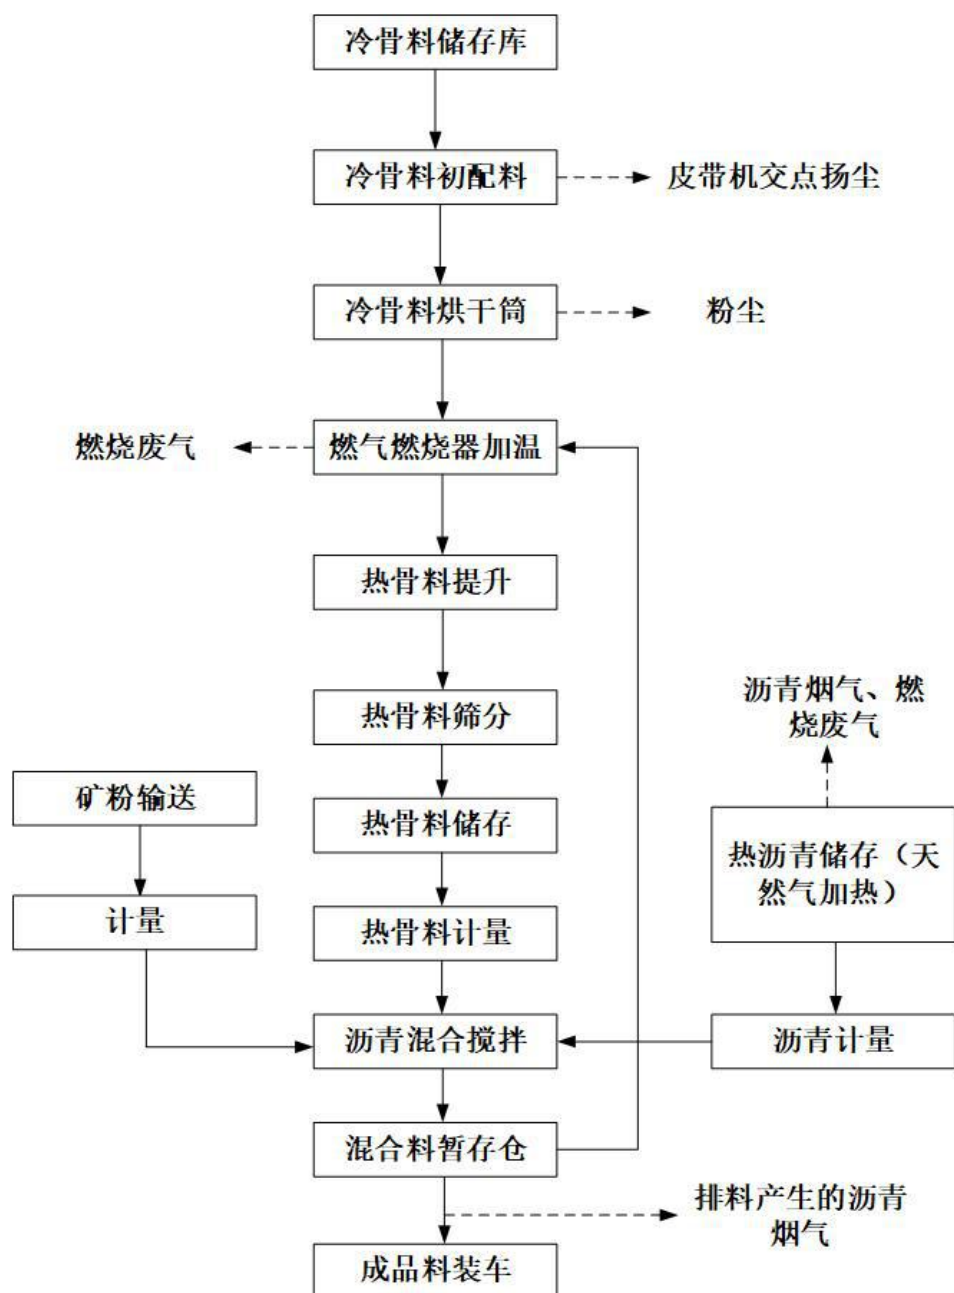 冷骨料储存库
冷骨料初配料
皮带机交点扬尘
冷骨料烘干筒
粉尘
燃烧废气
燃气燃烧器加温
热骨料提升
沥青烟气、燃
烧废气
热骨料筛分
矿粉输送
热骨料储存
热沥青储存（天
然气加热）
计量
热骨料计量
沥青混合搅拌
沥青计量
混合料暂存仓
排料产生的沥青
烟气
成品料装车